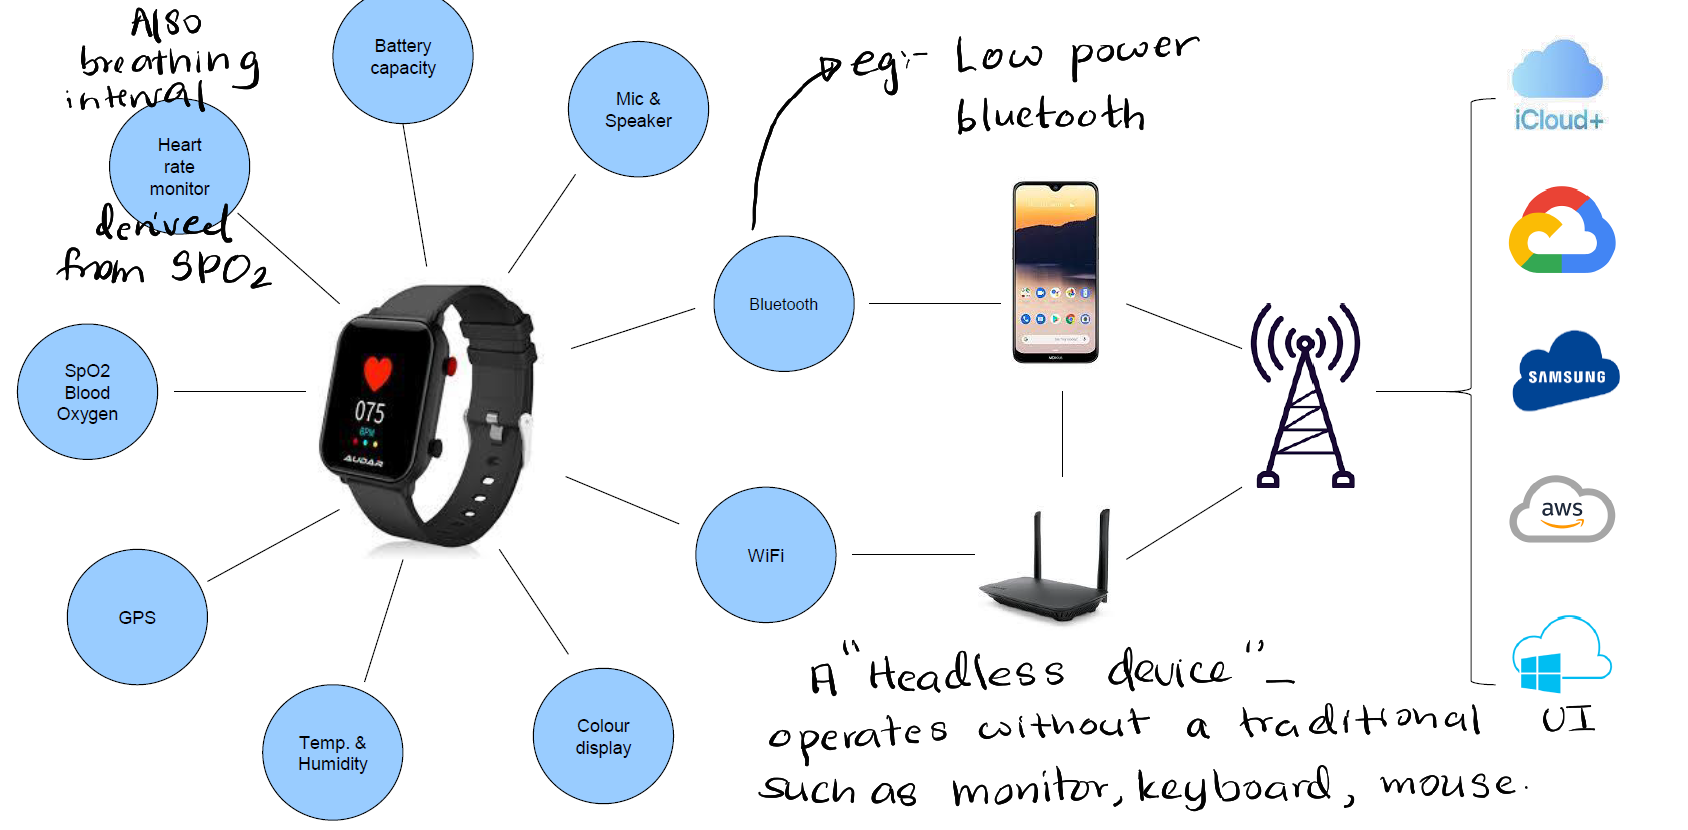 Also
breathing
interval
Heart
rate
monitor
derived
from SPO2
Battery
capacity
Mic &
Speaker
eg:- Low power
bluetooth
Bluetooth
SpO2
Blood
Oxygen
075
BPM
AUDAR
GPS
Temp. &
Humidity
Colour
display
WiFi
NOKIA
iCloud+
SAMSUNG
aws
A "Headless device" –
operates without a traditional UI
such as monitor, keyboard, mouse.